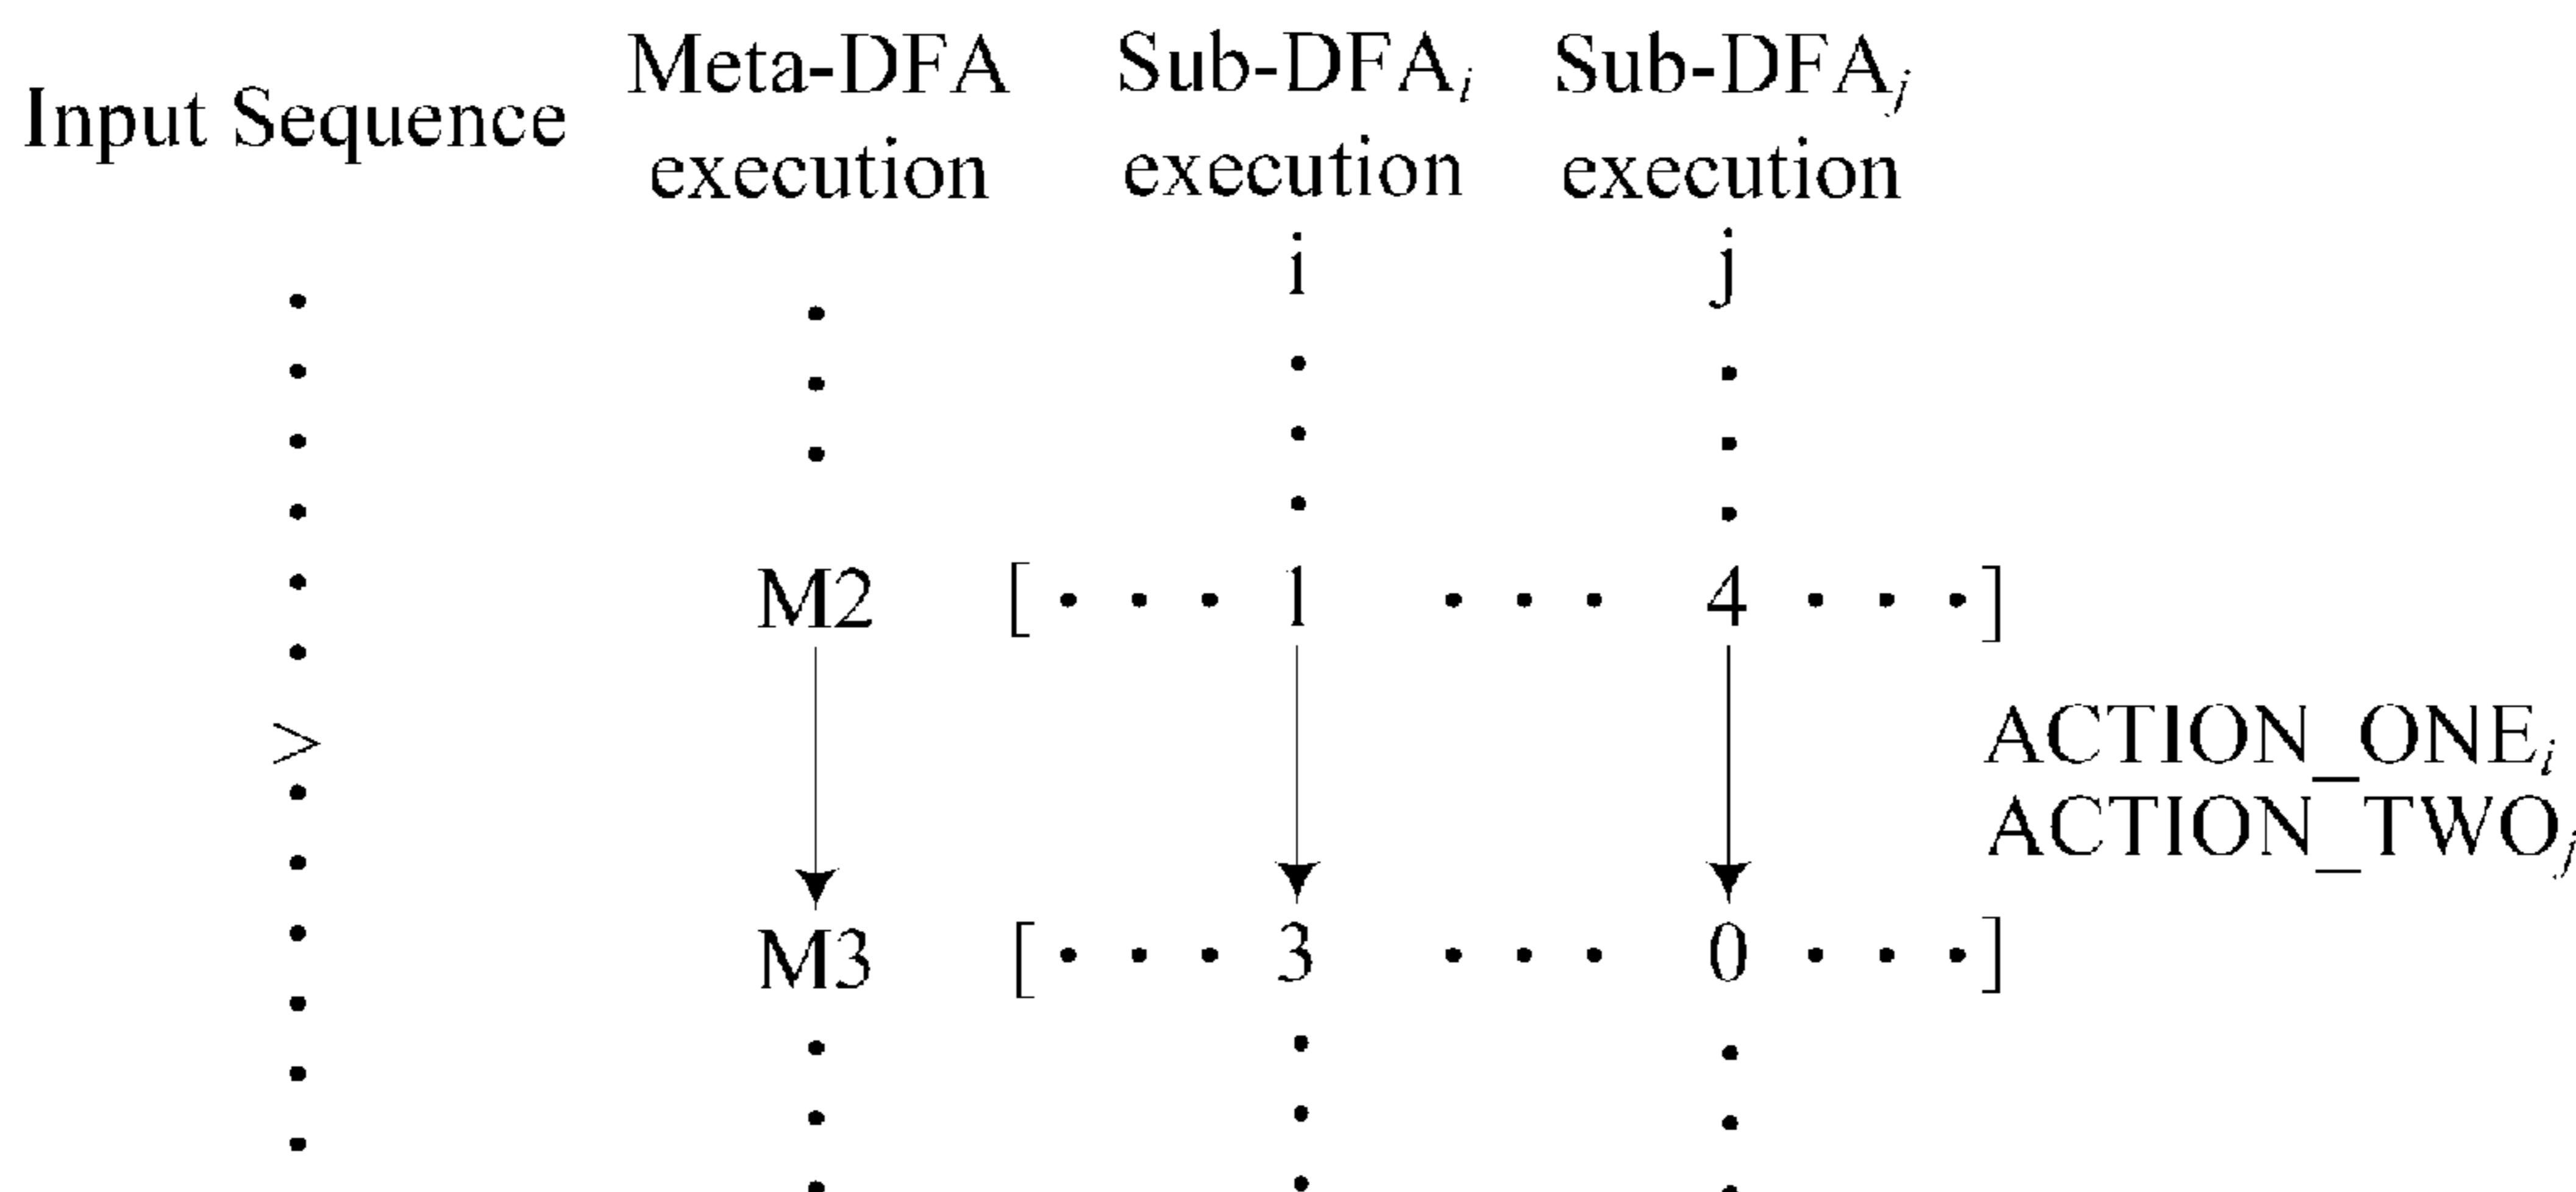 Input Sequence
Meta-DFA
execution
Sub-DFAi
execution
Sub-DFAj
execution
i
j
M2 [ • • • 1 • • • 4 • • • ]
>
ACTION_ONEi
ACTION_TWOj
M3 [ • • • 3 • • • 0 • • • ]